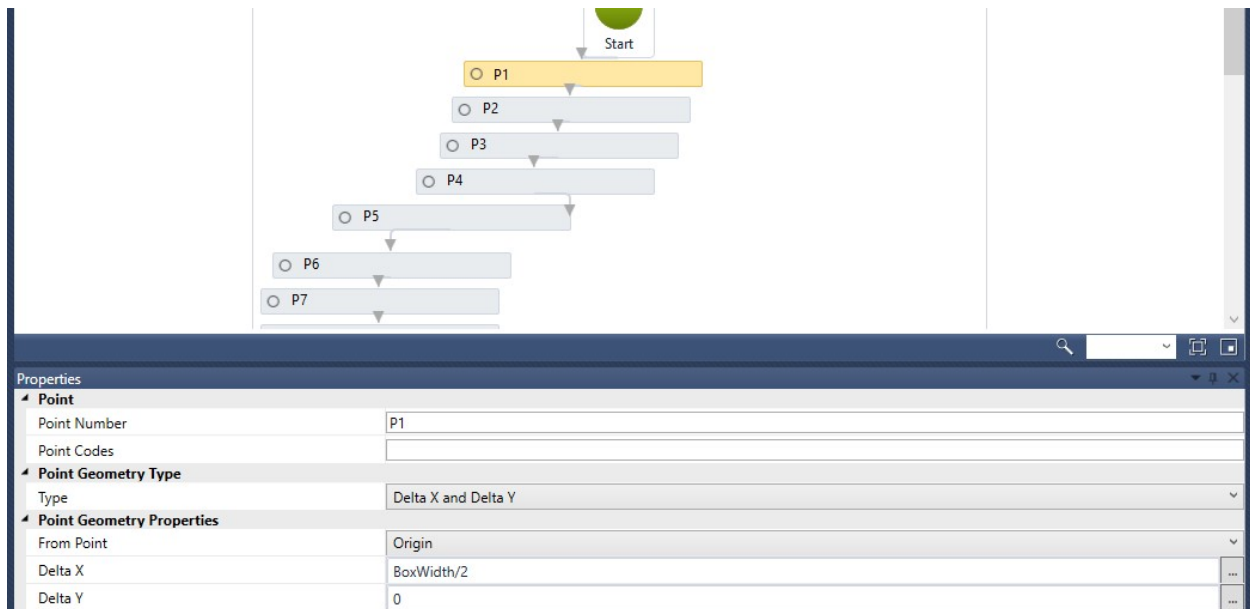 Start
P1
P2
P3
P4
P5
P6
P7
Properties
Point
Point Number P1
Point Codes
Point Geometry Type
Type Delta X and Delta Y
Point Geometry Properties
From Point Origin
Delta X BoxWidth/2 ...
Delta Y 0 ...